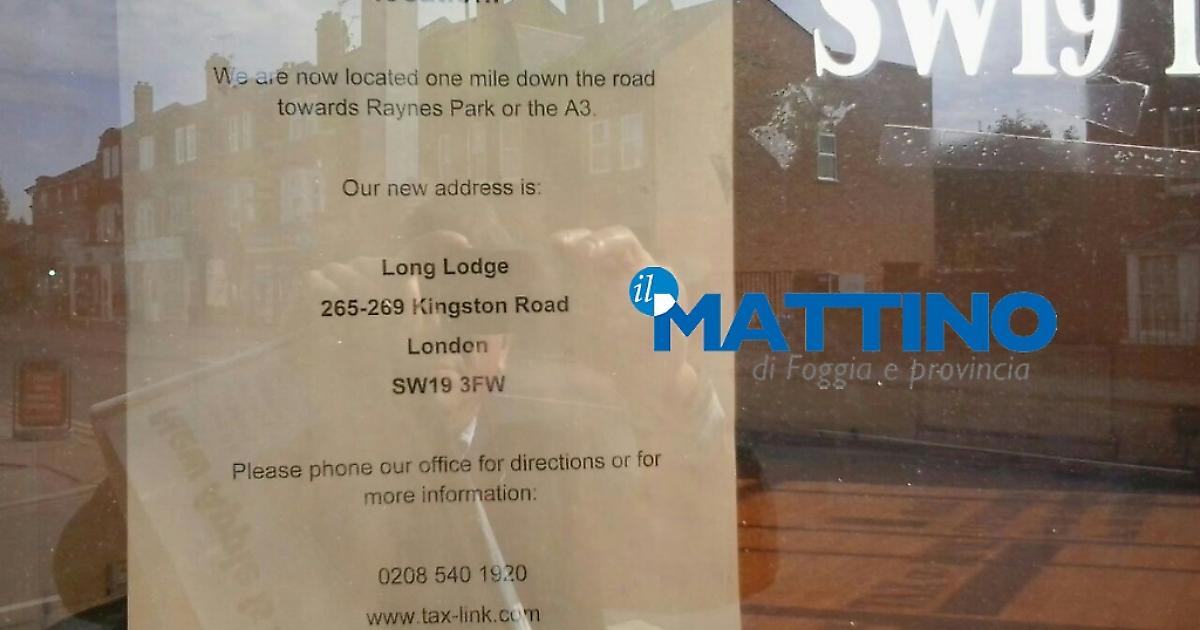 location.
We are now located one mile down the road
towards Raynes Park or the A3.
Our new address is:
Long Lodge
265-269 Kingston Road
London
SW19 3FW
Please phone our office for directions or for
more information:
0208 540 1920
www.tax-link.com
SW19
il MATTINO
di Foggia e provincia